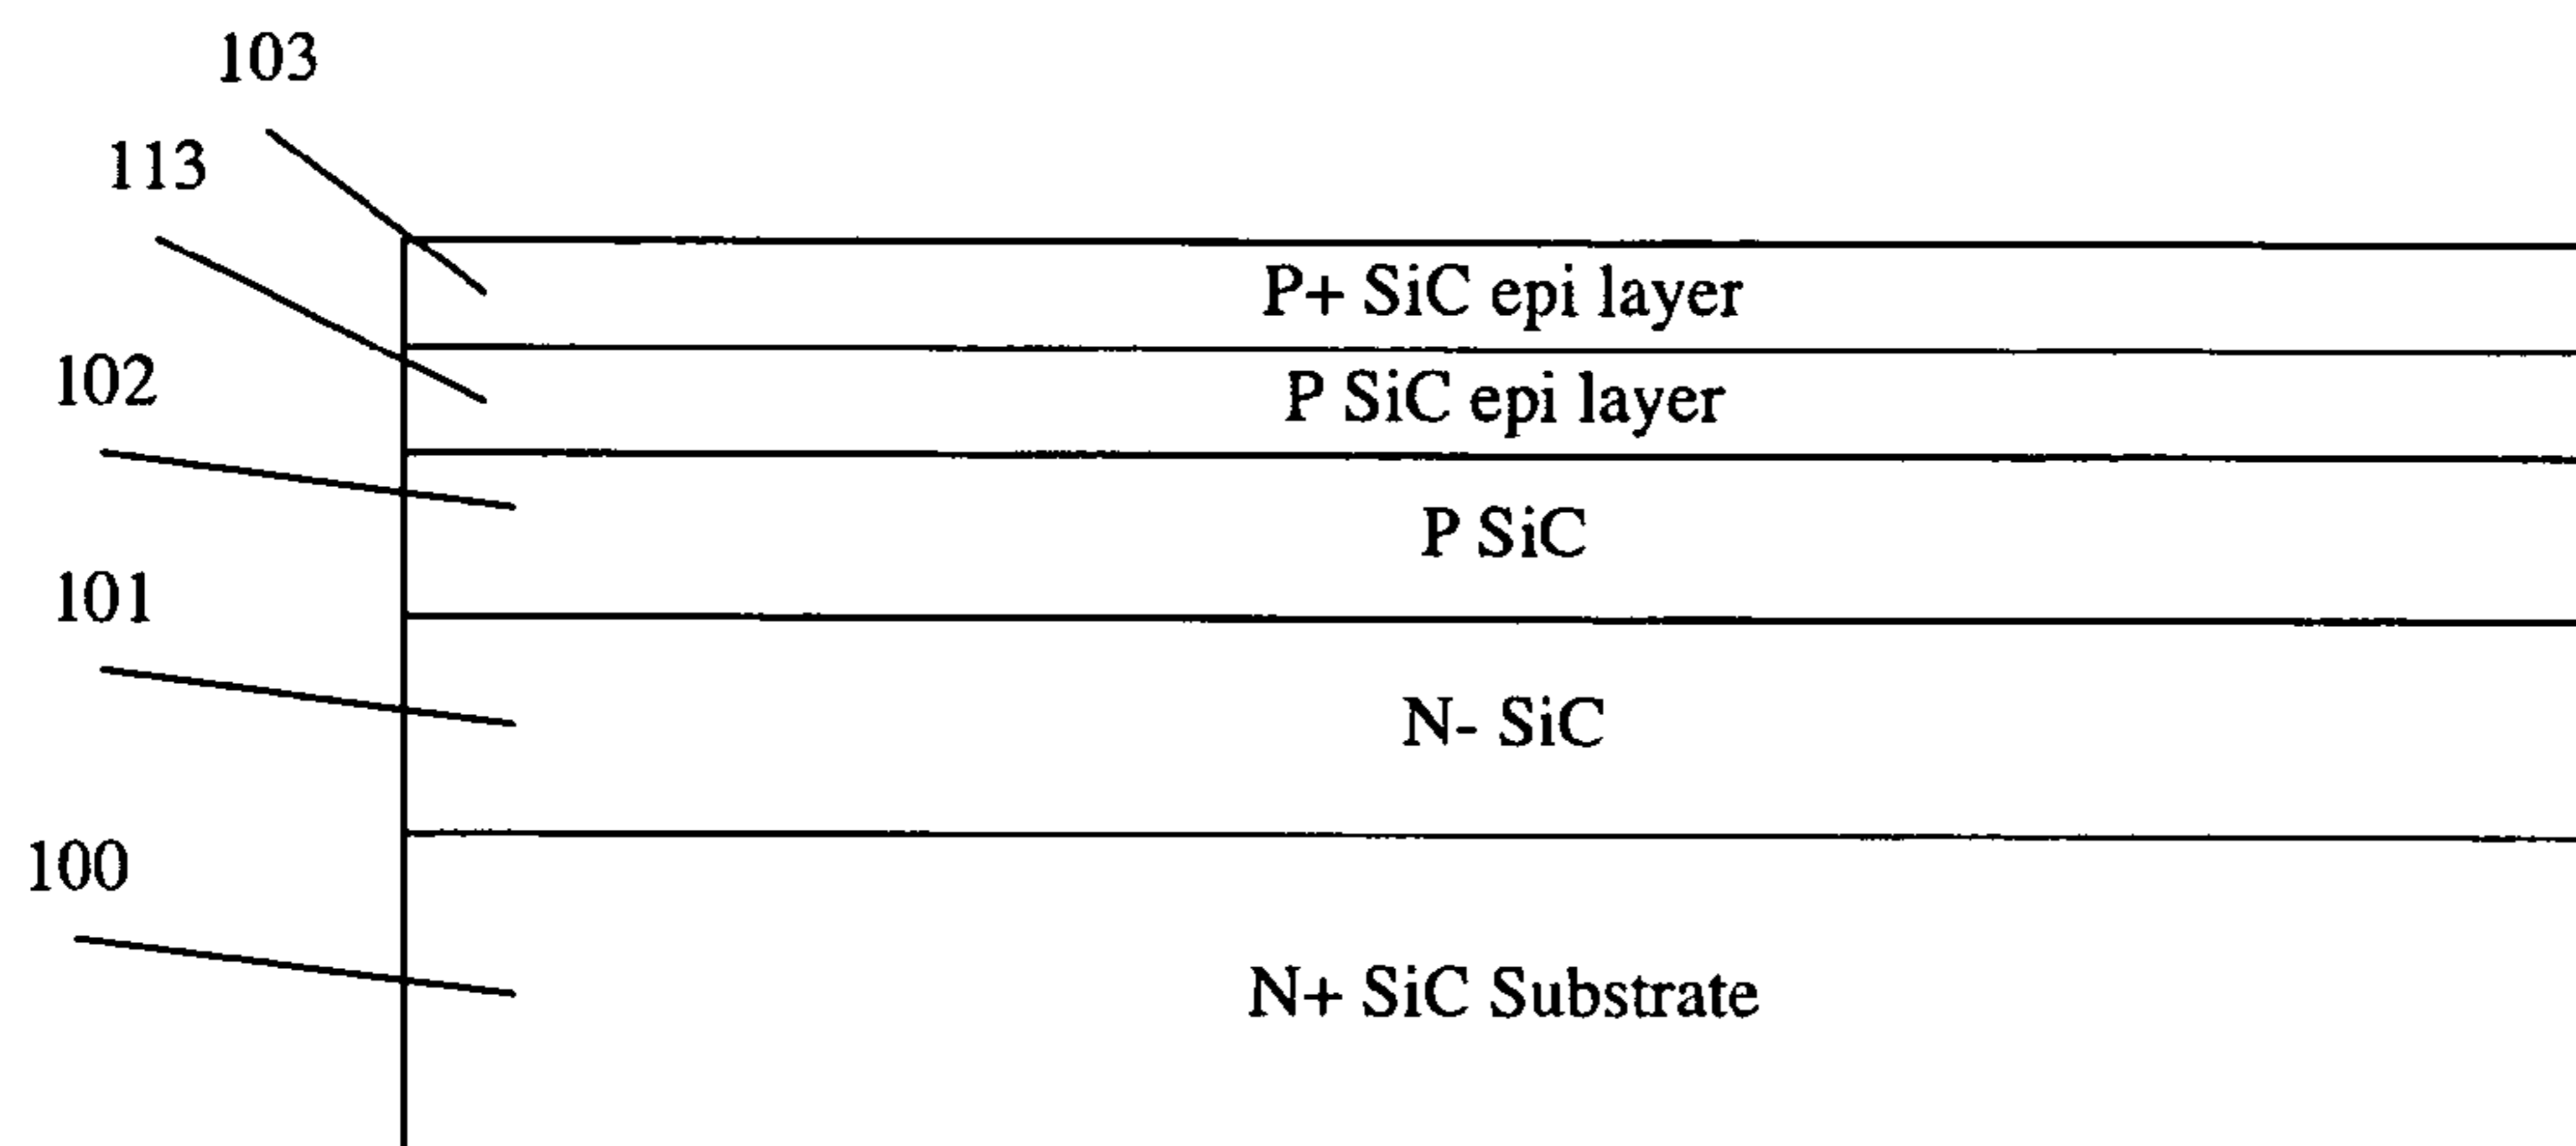 103
113
P+ SiC epi layer
102
P SiC epi layer
P SiC
101
N- SiC
100
N+ SiC Substrate